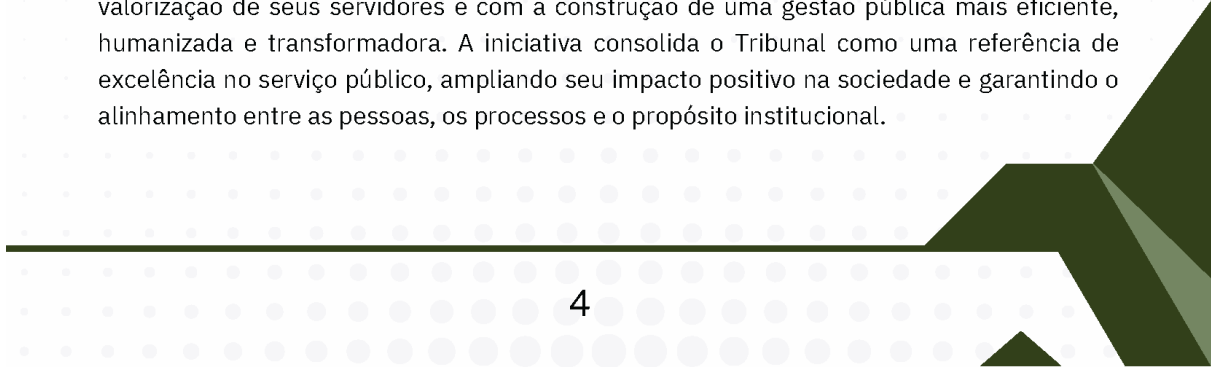 valorização de seus servidores e com a construção de uma gestão pública mais eficiente,
humanizada e transformadora. A iniciativa consolida o Tribunal como uma referência de
excelência no serviço público, ampliando seu impacto positivo na sociedade e garantindo o
alinhamento entre as pessoas, os processos e o propósito institucional.
4